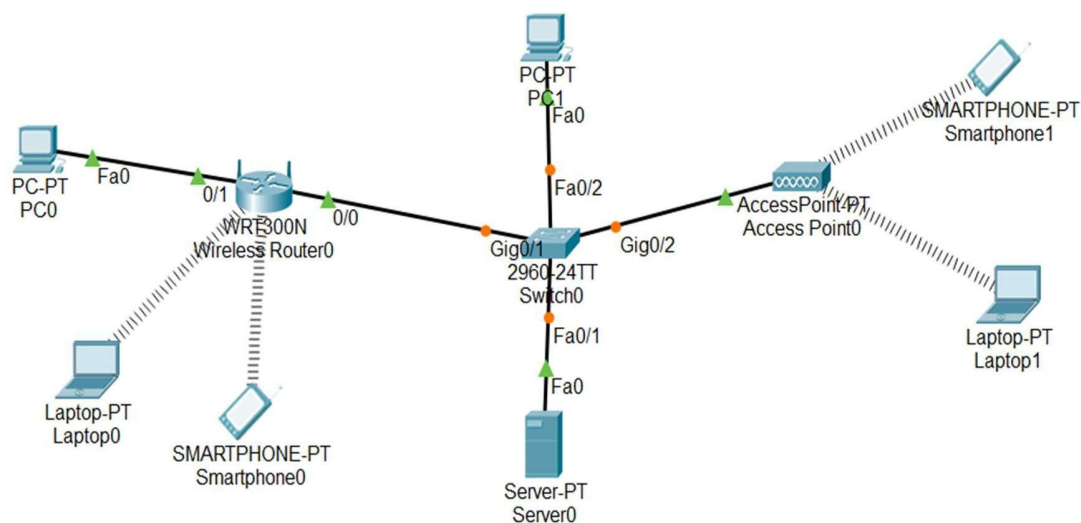 PC-PT
PC1
Fa0
Fa0/2
SMARTPHONE-PT
Smartphone1
PC-PT
PC0
Fa0
0/1
WRT300N
Wireless Router0
0/0
Gig0/1
2960-24TT
Switch0
Gig0/2
AccessPoint-PT
Access Point0
Fa0/1
Fa0
Laptop-PT
Laptop1
Laptop-PT
Laptop0
SMARTPHONE-PT
Smartphone0
Server-PT
Server0